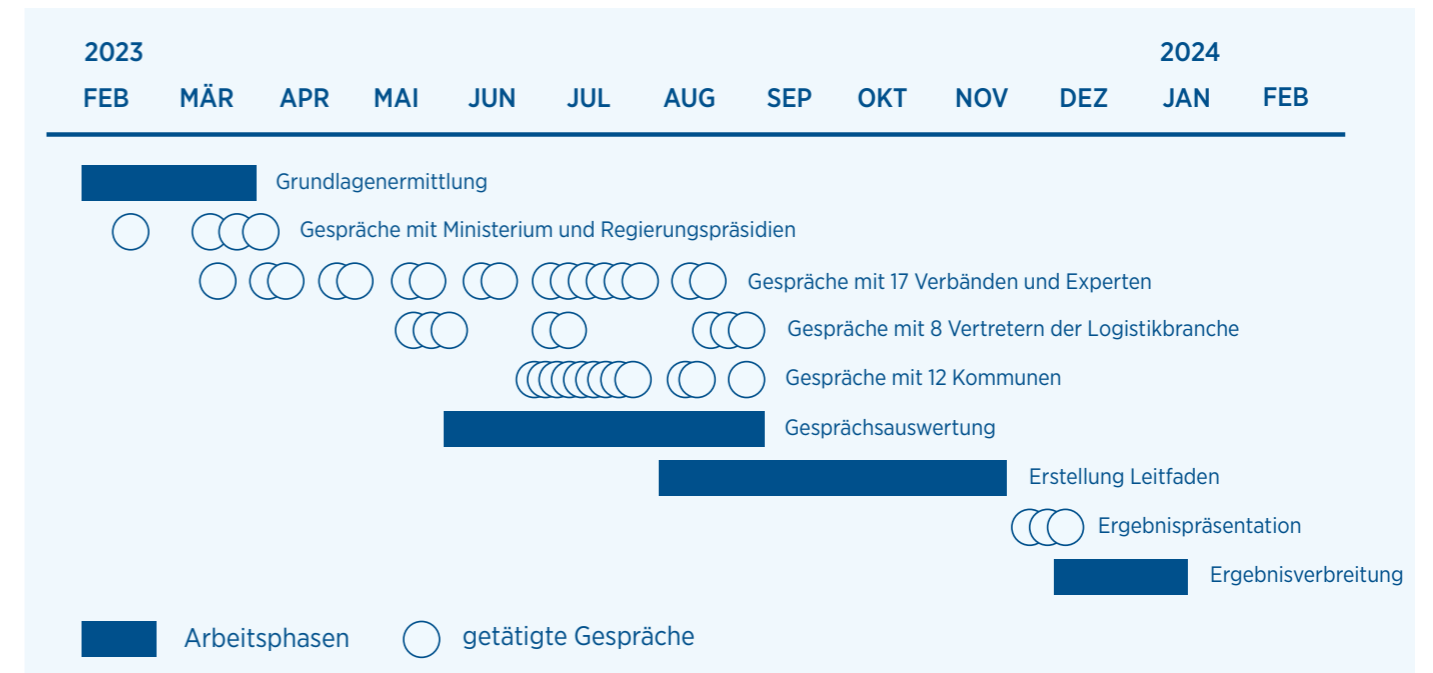 2023 2024
FEB MÄR APR MAI JUN JUL AUG SEP OKT NOV DEZ JAN FEB
Grundlagenermittlung
Gespräche mit Ministerium und Regierungspräsidien
Gespräche mit 17 Verbänden und Experten
Gespräche mit 8 Vertretern der Logistikbranche
Gespräche mit 12 Kommunen
Gesprächsauswertung
Erstellung Leitfaden
Ergebnispräsentation
Ergebnisverbreitung
Arbeitsphasen getätigte Gespräche